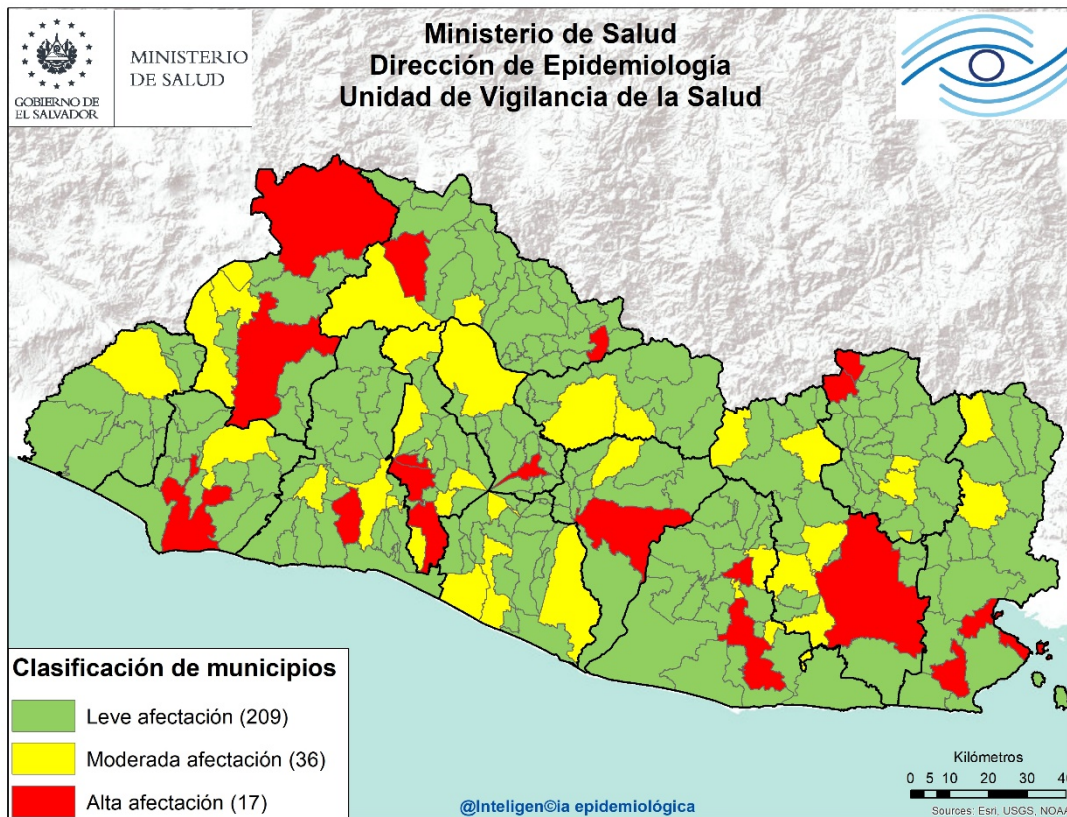 GOBIERNO DE
EL SALVADOR
MINISTERIO
DE SALUD
Ministerio de Salud
Dirección de Epidemiología
Unidad de Vigilancia de la Salud
Clasificación de municipios
Leve afectación (209)
Moderada afectación (36)
Alta afectación (17)
@Inteligen©ia epidemiológica
Kilómetros
0 5 10 20 30 40
Sources: Esri, USGS, NOAA